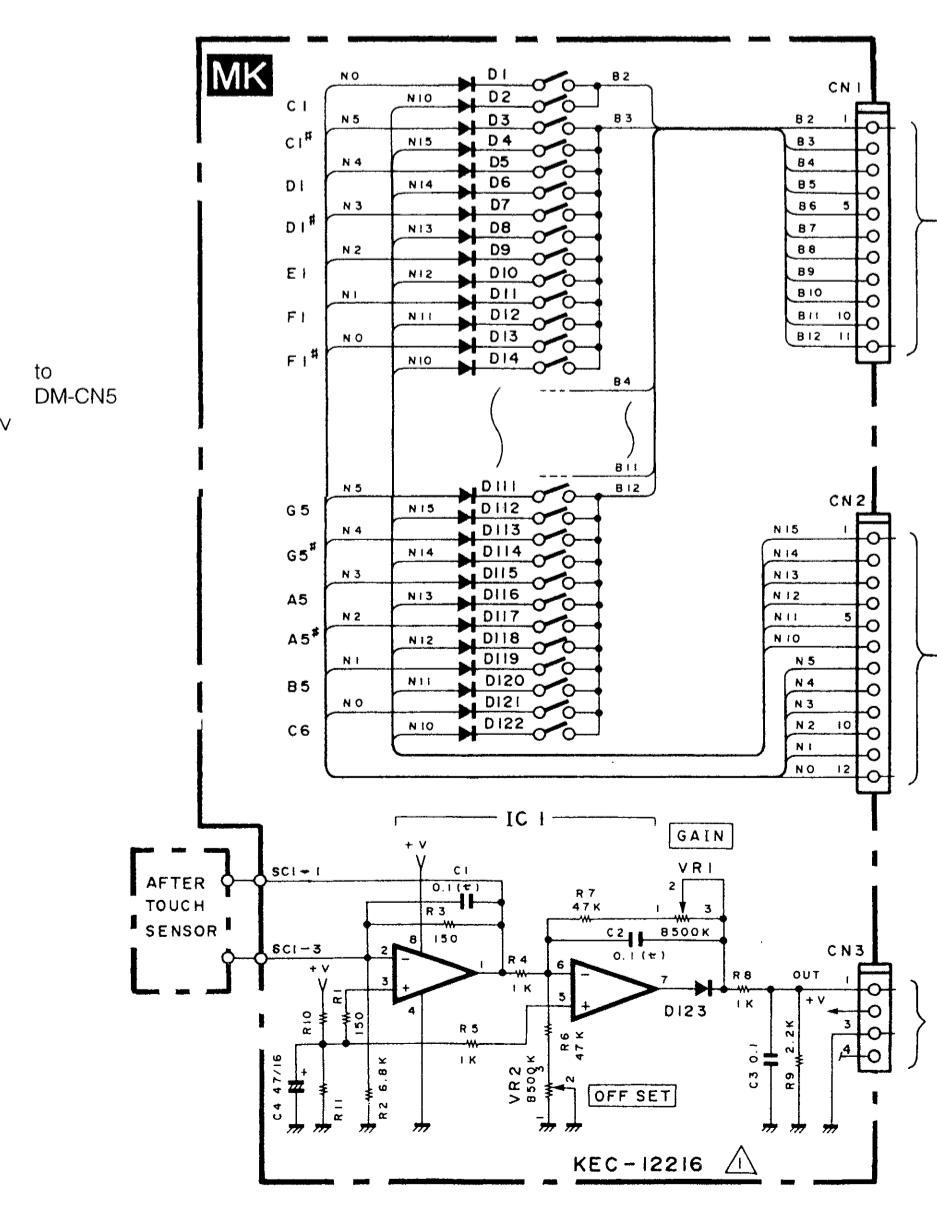 MK
to
DM-CN5
V
C1
C1#
D1
D1#
E1
F1
F1#
N0 D1 B2
N10 D2
N5 D3 B3
N15 D4
N4 D5
N14 D6
N3 D7
N13 D8
N2 D9
N12 D10
N1 D11
N11 D12
N0 D13
N10 D14
B4
B11
B12
G5
G5#
A5
A5#
B5
C6
N5 D111
N15 D112
N4 D113
N14 D114
N3 D115
N13 D116
N2 D117
N12 D118
N1 D119
N11 D120
N0 D121
N10 D122
CN1
B2 1
B3
B4
B5
B6 5
B7
B8
B9
B10
B11 10
B12 11
CN2
N15 1
N14
N13
N12
N11 5
N10
N5
N4
N3
N2 10
N1
N0 12
AFTER
TOUCH
SENSOR
SC1-1
SC1-3
IC1
+V
C1
0.1(セ)
R3
150
8
2
3
4
1
+V
R10
R1
150
R11
C4 47/16
+
R2 6.8K
R4
1K
R5
1K
GAIN
VR1
2
1 3
B500K
R7
47K
C2
0.1(セ)
6
5
7
D123
R6
47K
VR2
B500K
3
2
1
OFF SET
R8
1K
C3 0.1
R9 2.2K
CN3
OUT 1
+V
3
4
KEC-12216 1